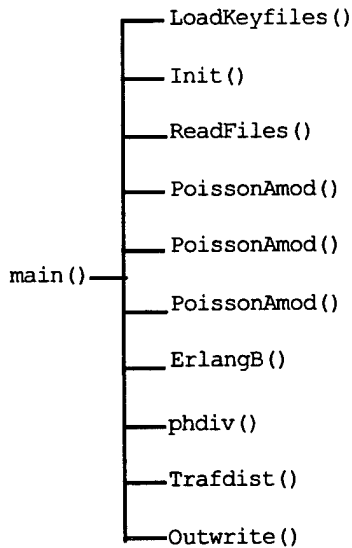 LoadKeyfiles()
Init()
ReadFiles()
PoissonAmod()
PoissonAmod()
main()
PoissonAmod()
ErlangB()
phdiv()
Trafdist()
Outwrite()